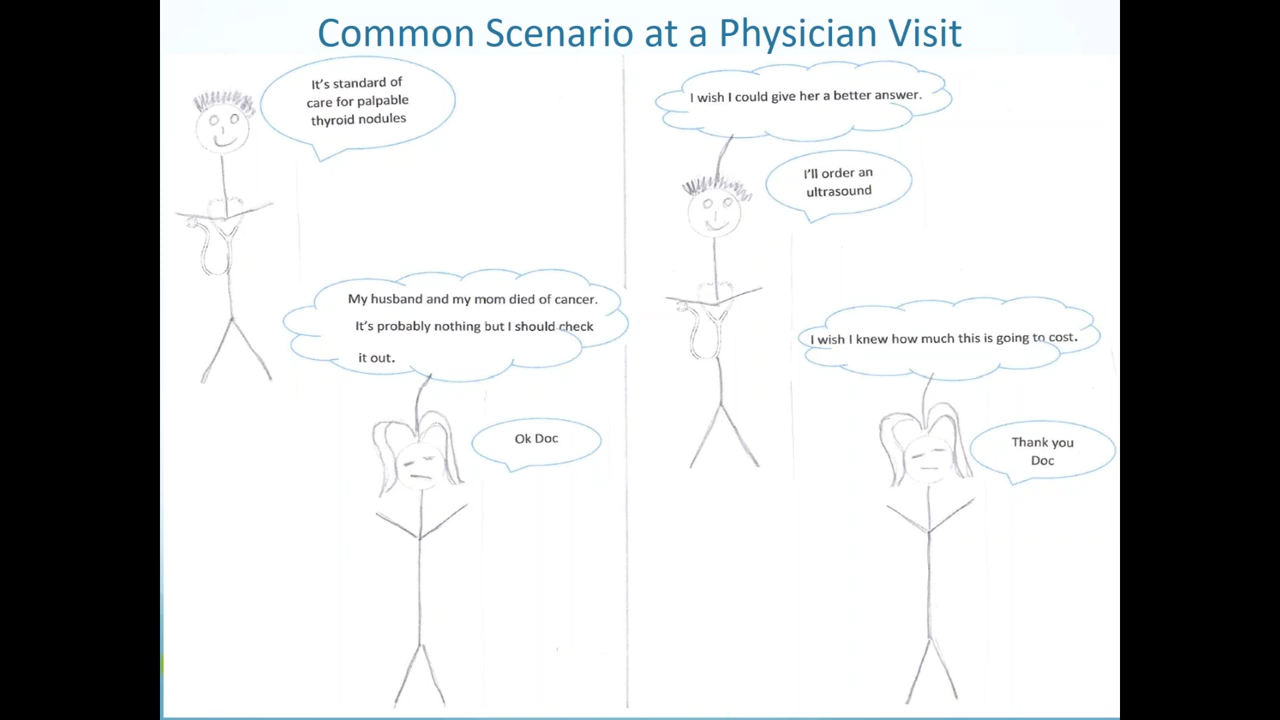 Common Scenario at a Physician Visit
It's standard of
care for palpable
thyroid nodules
My husband and my mom died of cancer.
It's probably nothing but I should check
it out.
Ok Doc
I wish I could give her a better answer.
I'll order an
ultrasound
I wish I knew how much this is going to cost.
Thank you
Doc